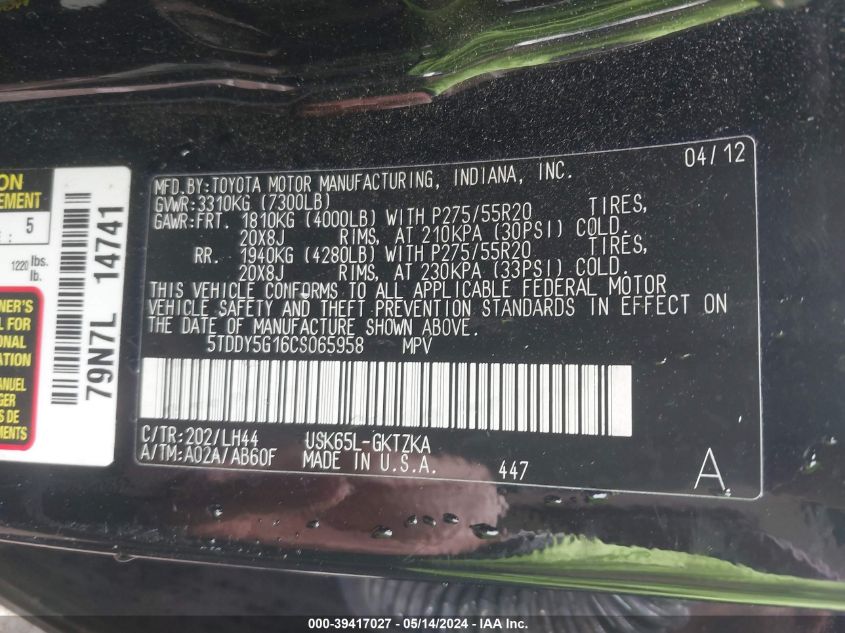 MFD.BY:TOYOTA MOTOR MANUFACTURING, INDIANA, INC. 04/12
GVWR:3310KG (7300LB)
GAWR:FRT. 1810KG (4000LB) WITH P275/55R20 TIRES,
20X8J RIMS, AT 210KPA (30PSI) COLD.
RR. 1940KG (4280LB) WITH P275/55R20 TIRES,
20X8J RIMS, AT 230KPA (33PSI) COLD.
THIS VEHICLE CONFORMS TO ALL APPLICABLE FEDERAL MOTOR
VEHICLE SAFETY AND THEFT PREVENTION STANDARDS IN EFFECT ON
THE DATE OF MANUFACTURE SHOWN ABOVE.
5TDDY5G16CS065958 MPV
C/TR:202/LH44 USK65L-GKTZKA
A/TM:A02A/AB60F MADE IN U.S.A. 447 A
79N7L 14741
5
1220 lbs.
lb.
000-39417027 - 05/14/2024 - IAA Inc.